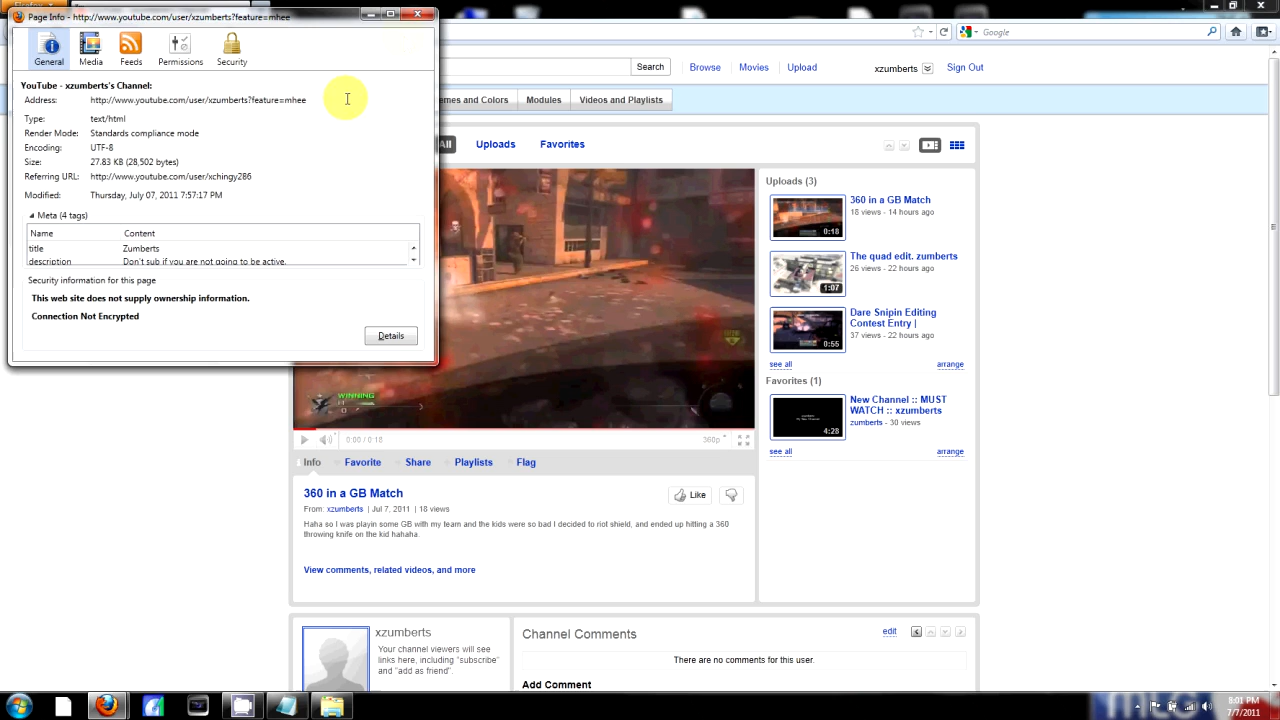 Page Info - http://www.youtube.com/user/xzumberts?feature=mhee
General
Media
Feeds
Permissions
Security
YouTube - xzumberts's Channel:
Address: http://www.youtube.com/user/xzumberts?feature=mhee
Type: text/html
Render Mode: Standards compliance mode
Encoding: UTF-8
Size: 27.83 KB (28,502 bytes)
Referring URL: http://www.youtube.com/user/xchingy286
Modified: Thursday, July 07, 2011 7:57:17 PM
Meta (4 tags)
Name Content
title Zumberts
description Don't sub if you are not going to be active.
Security information for this page
This web site does not supply ownership information.
Connection Not Encrypted
Details
Google
Search
Browse
Movies
Upload
xzumberts
Sign Out
and Colors
Modules
Videos and Playlists
All
Uploads
Favorites
WINNING
0:00 / 0:18
360p
Info
Favorite
Share
Playlists
Flag
360 in a GB Match
From: xzumberts | Jul 7, 2011 | 18 views
Like
Haha so I was playin some GB with my team and the kids were so bad I decided to riot shield, and ended up hitting a 360
throwing knife on the kid hahaha.
View comments, related videos, and more
Uploads (3)
0:18
360 in a GB Match
18 views - 14 hours ago
1:07
The quad edit. zumberts
26 views - 22 hours ago
0:55
Dare Snipin Editing
Contest Entry |
37 views - 22 hours ago
see all
arrange
Favorites (1)
4:28
New Channel :: MUST
WATCH :: xzumberts
zumberts - 30 views
see all
arrange
xzumberts
Your channel viewers will see
links here, including "subscribe"
and "add as friend".
Channel Comments
edit
There are no comments for this user.
Add Comment
8:01 PM
7/7/2011